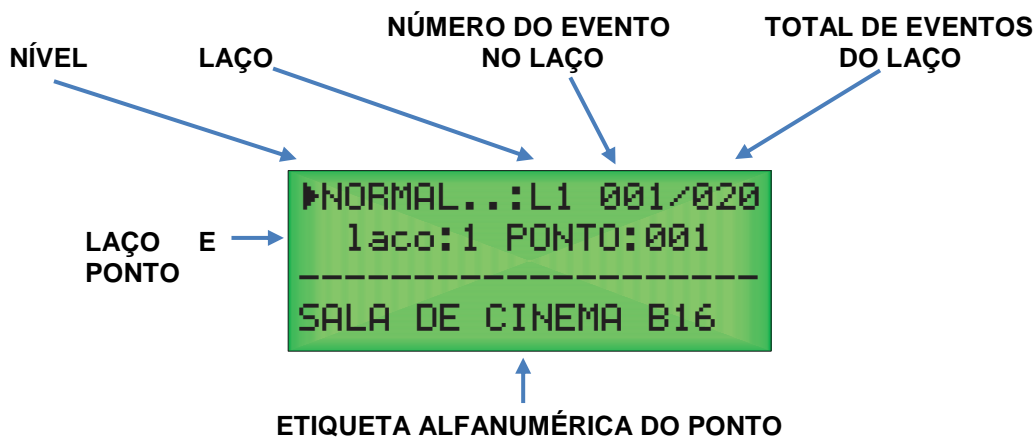 NÚMERO DO EVENTO
NO LAÇO
TOTAL DE EVENTOS
DO LAÇO
NÍVEL
LAÇO
▶NORMAL..:L1 001/020
laco:1 PONTO:001
--------------------
SALA DE CINEMA B16
LAÇO E
PONTO
ETIQUETA ALFANUMÉRICA DO PONTO